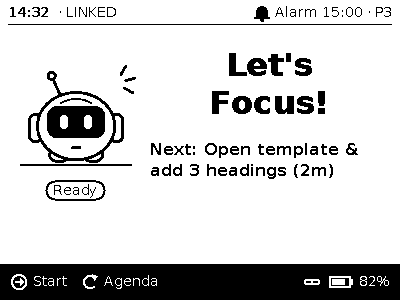 14:32 · LINKED
Alarm 15:00 · P3
Let's
Focus!
Next: Open template &
add 3 headings (2m)
Ready
Start
Agenda
82%